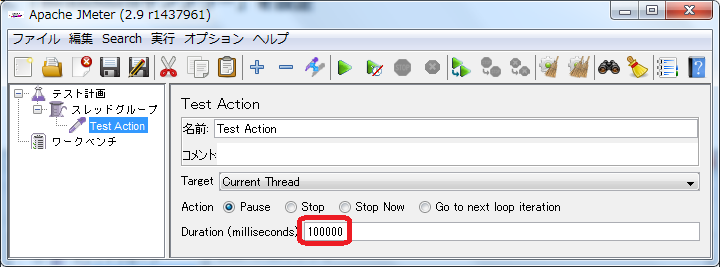 Apache JMeter (2.9 r1437961)
ファイル 編集 Search 実行 オプション ヘルプ
テスト計画
スレッドグループ
Test Action
ワークベンチ
Test Action
名前: Test Action
コメント
Target Current Thread
Action Pause Stop Stop Now Go to next loop iteration
Duration (milliseconds) 100000